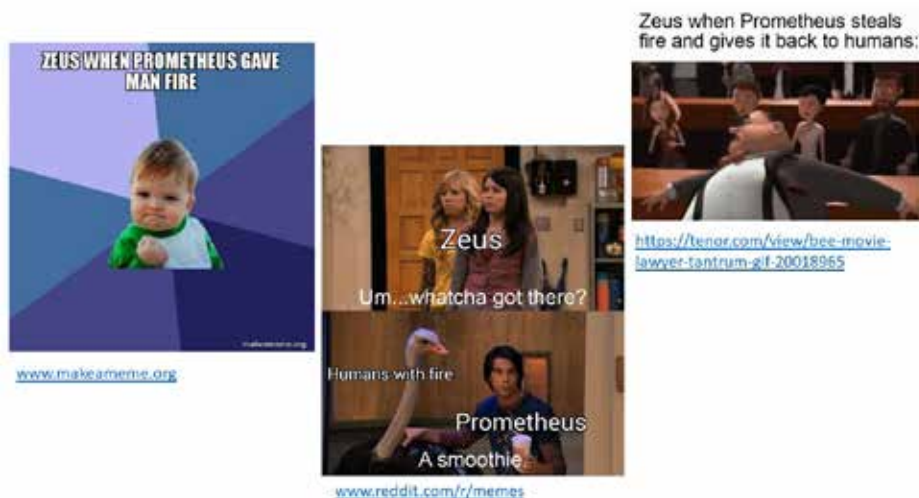 ZEUS WHEN PROMETHEUS GAVE
MAN FIRE
makeameme.org
www.makeameme.org
Zeus
Um...whatcha got there?
Humans with fire
Prometheus
A smoothie
www.reddit.com/r/memes
Zeus when Prometheus steals
fire and gives it back to humans:
https://tenor.com/view/bee-movie-
lawyer-tantrum-gif-20018965